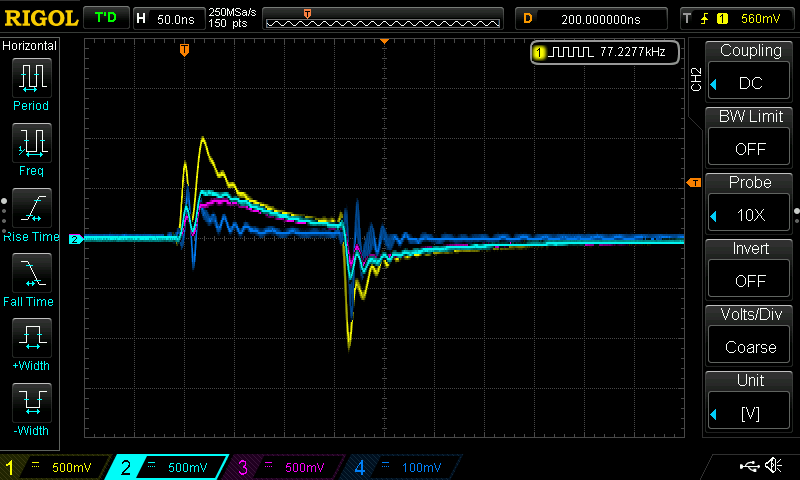 RIGOL T'D H 50.0ns 250MSa/s 150 pts T D 200.000000ns T 1 560mV
Horizontal
Period
Freq
Rise Time
Fall Time
+Width
-Width
T
1 77.2277kHz
2
T
CH2
Coupling
DC
BW Limit
OFF
Probe
10X
Invert
OFF
Volts/Div
Coarse
Unit
[V]
1 500mV 2 500mV 3 500mV 4 100mV